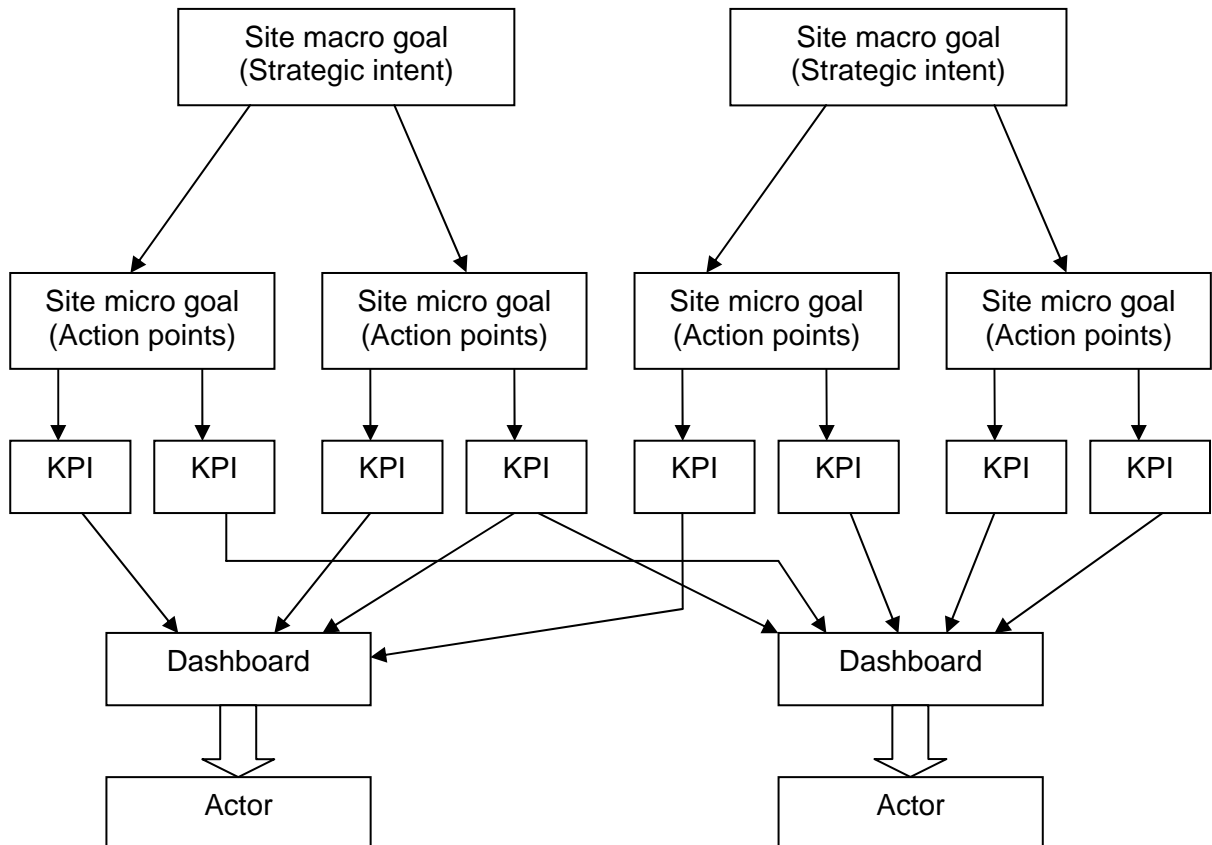 Site macro goal
(Strategic intent)
Site macro goal
(Strategic intent)
Site micro goal
(Action points)
Site micro goal
(Action points)
Site micro goal
(Action points)
Site micro goal
(Action points)
KPI
KPI
KPI
KPI
KPI
KPI
KPI
KPI
Dashboard
Dashboard
Actor
Actor